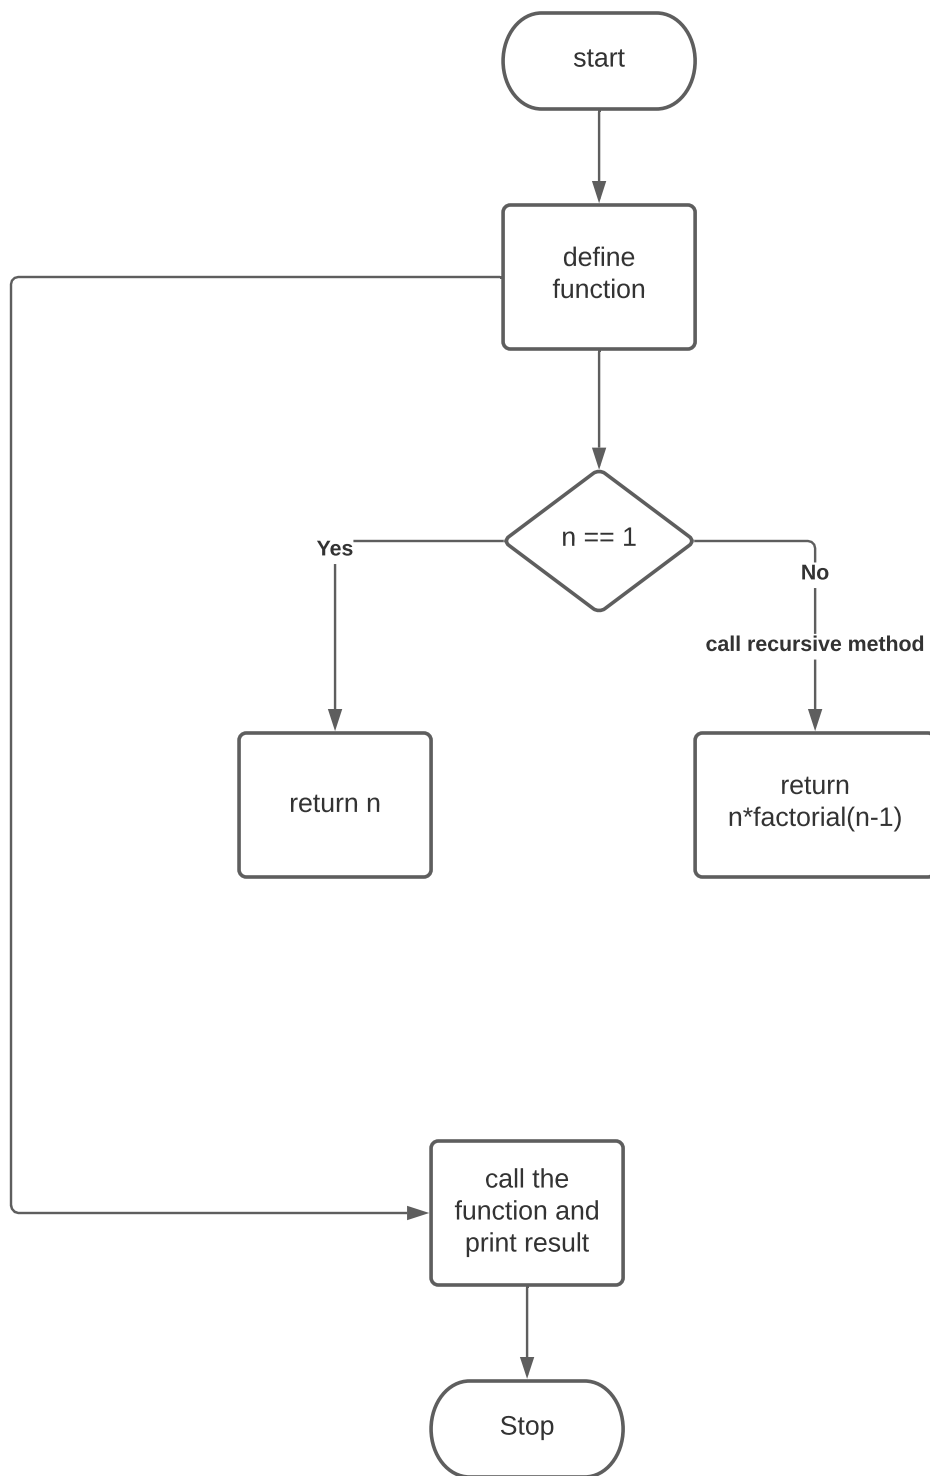 start
define
function
n == 1
Yes
No
call recursive method
return n
return
n*factorial(n-1)
call the
function and
print result
Stop